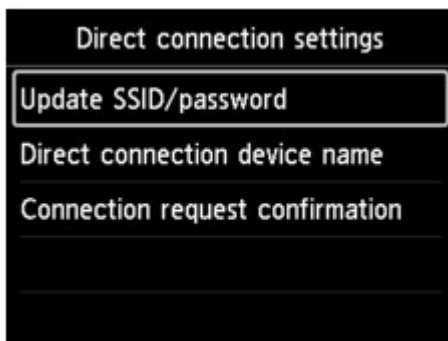 Direct connection settings
Update SSID/password
Direct connection device name
Connection request confirmation